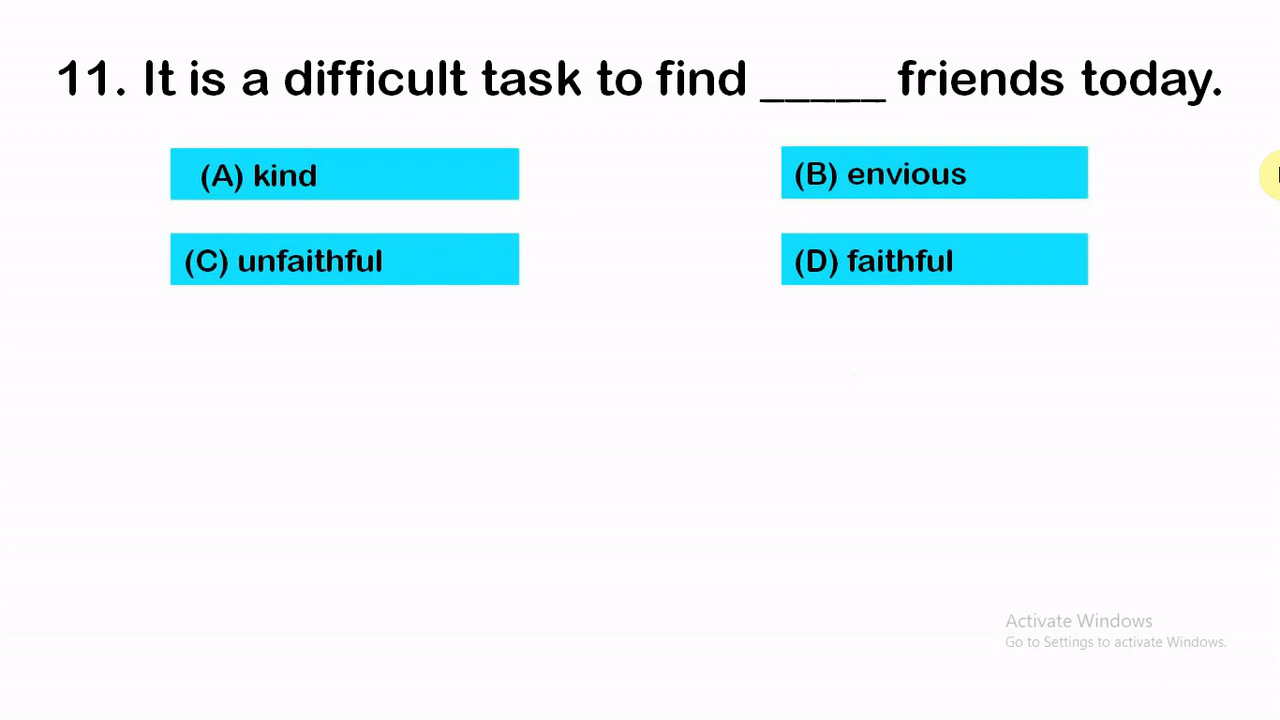 11. It is a difficult task to find _____ friends today.
(A) kind
(B) envious
(C) unfaithful
(D) faithful
Activate Windows
Go to Settings to activate Windows.